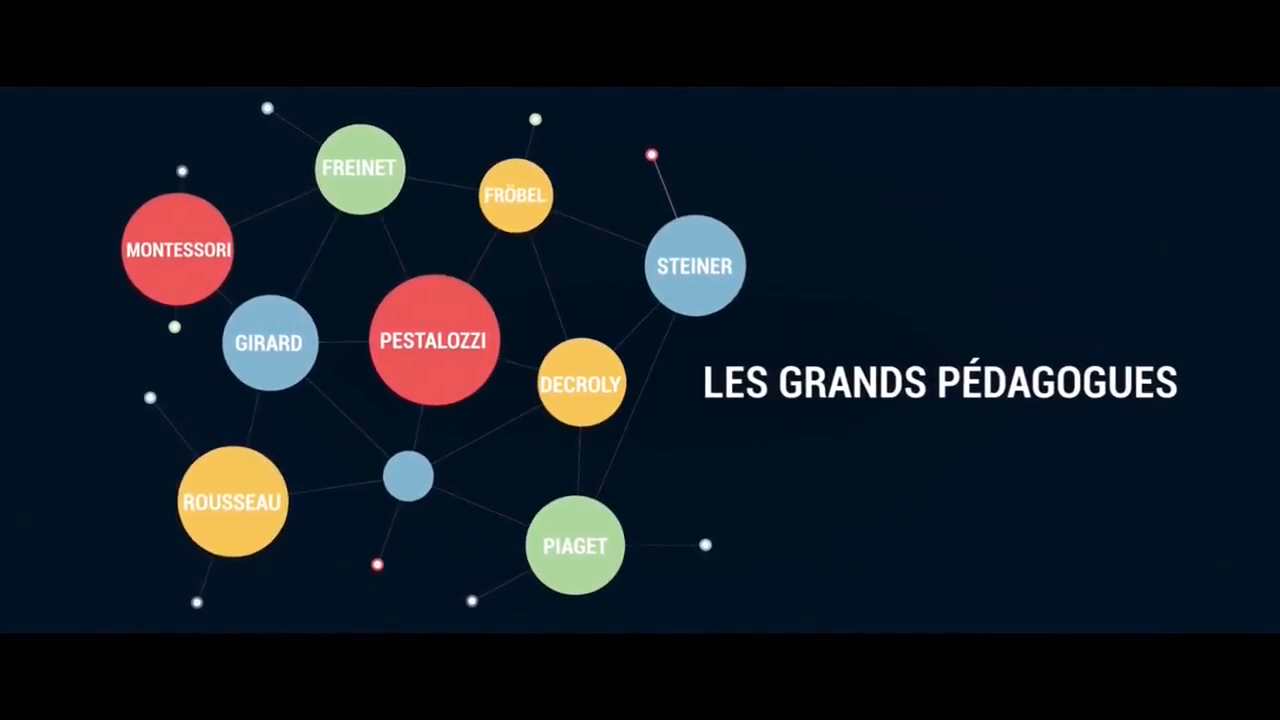 FREINET
FRÖBEL
MONTESSORI
STEINER
GIRARD
PESTALOZZI
DECROLY
LES GRANDS PÉDAGOGUES
ROUSSEAU
PIAGET